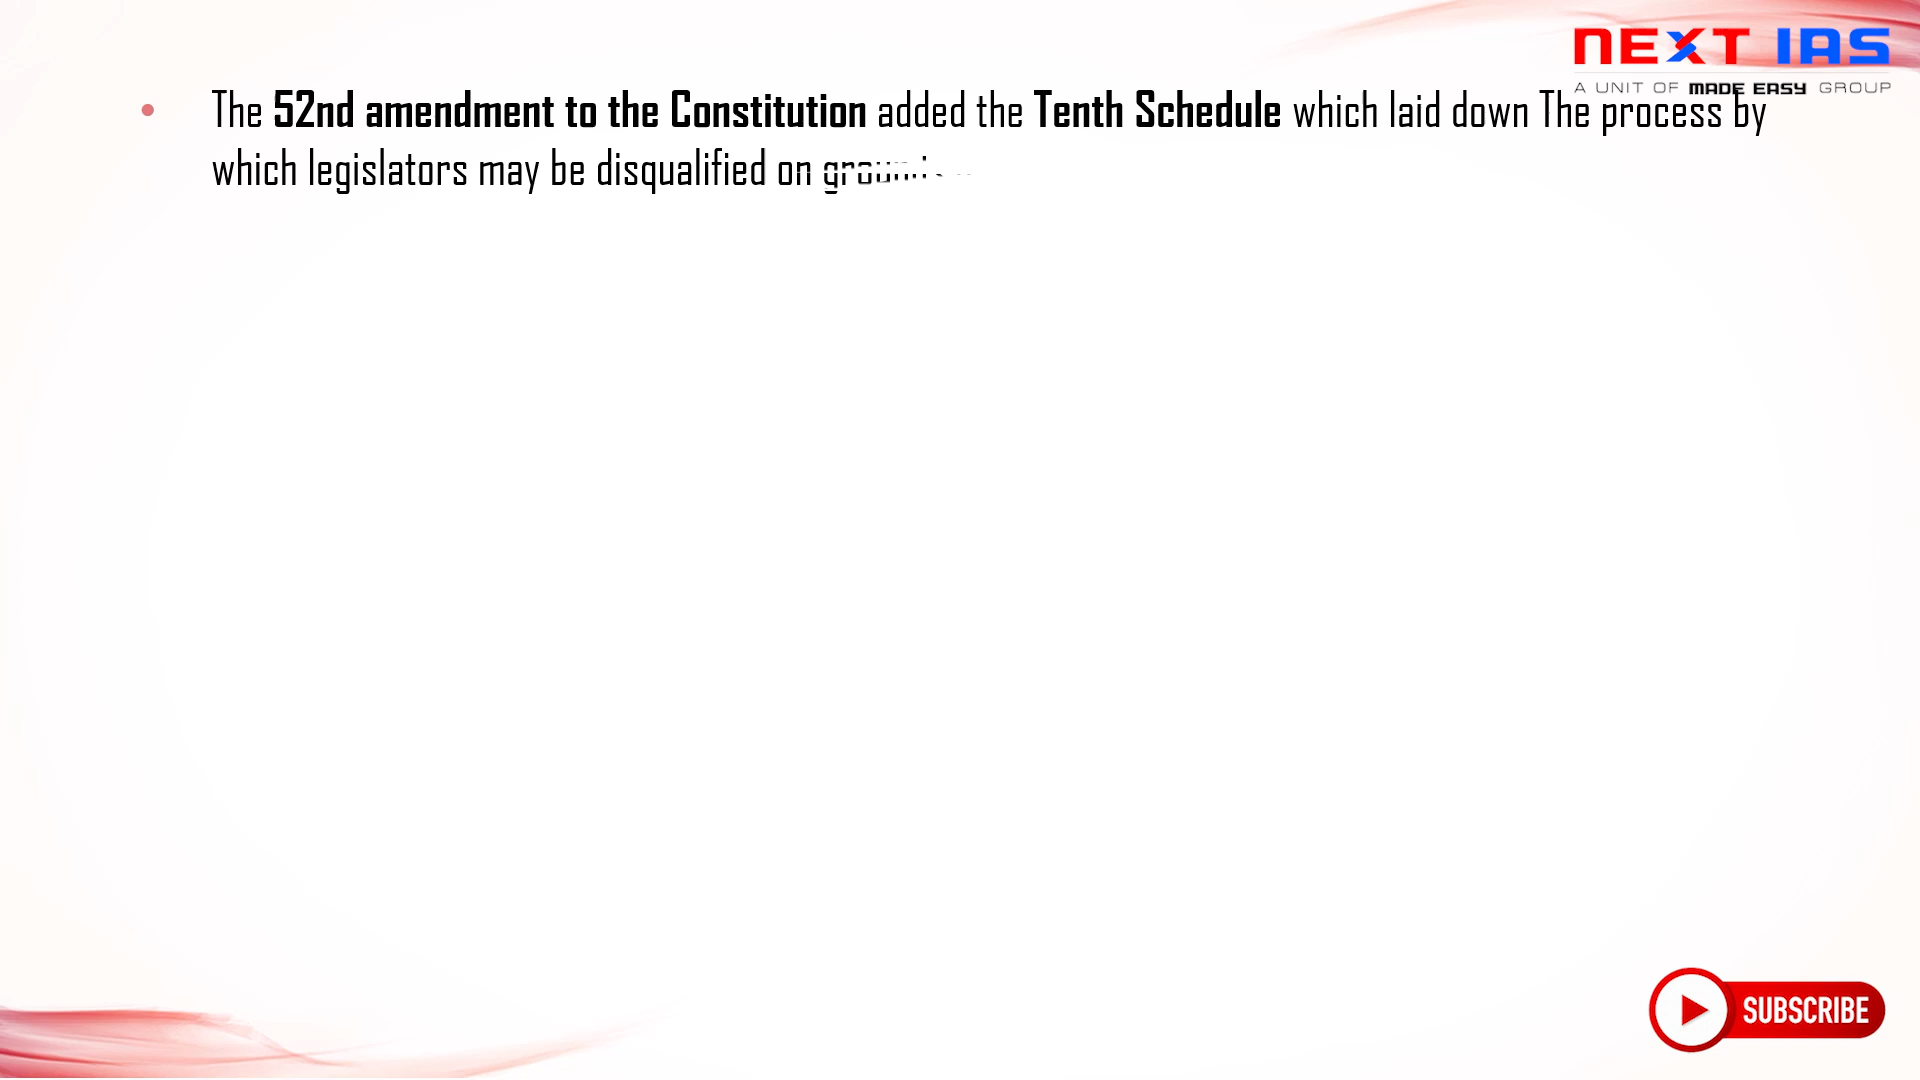 NEXT IAS
A UNIT OF MADE EASY GROUP
• The 52nd amendment to the Constitution added the Tenth Schedule which laid down The process by
which legislators may be disqualified on
SUBSCRIBE